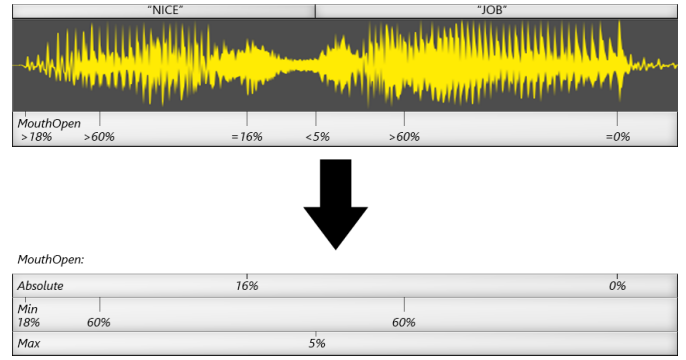 “NICE” “JOB”
MouthOpen
>18% >60% =16% <5% >60% =0%
MouthOpen:
Absolute 16% 0%
Min
18% 60% 60%
Max 5%